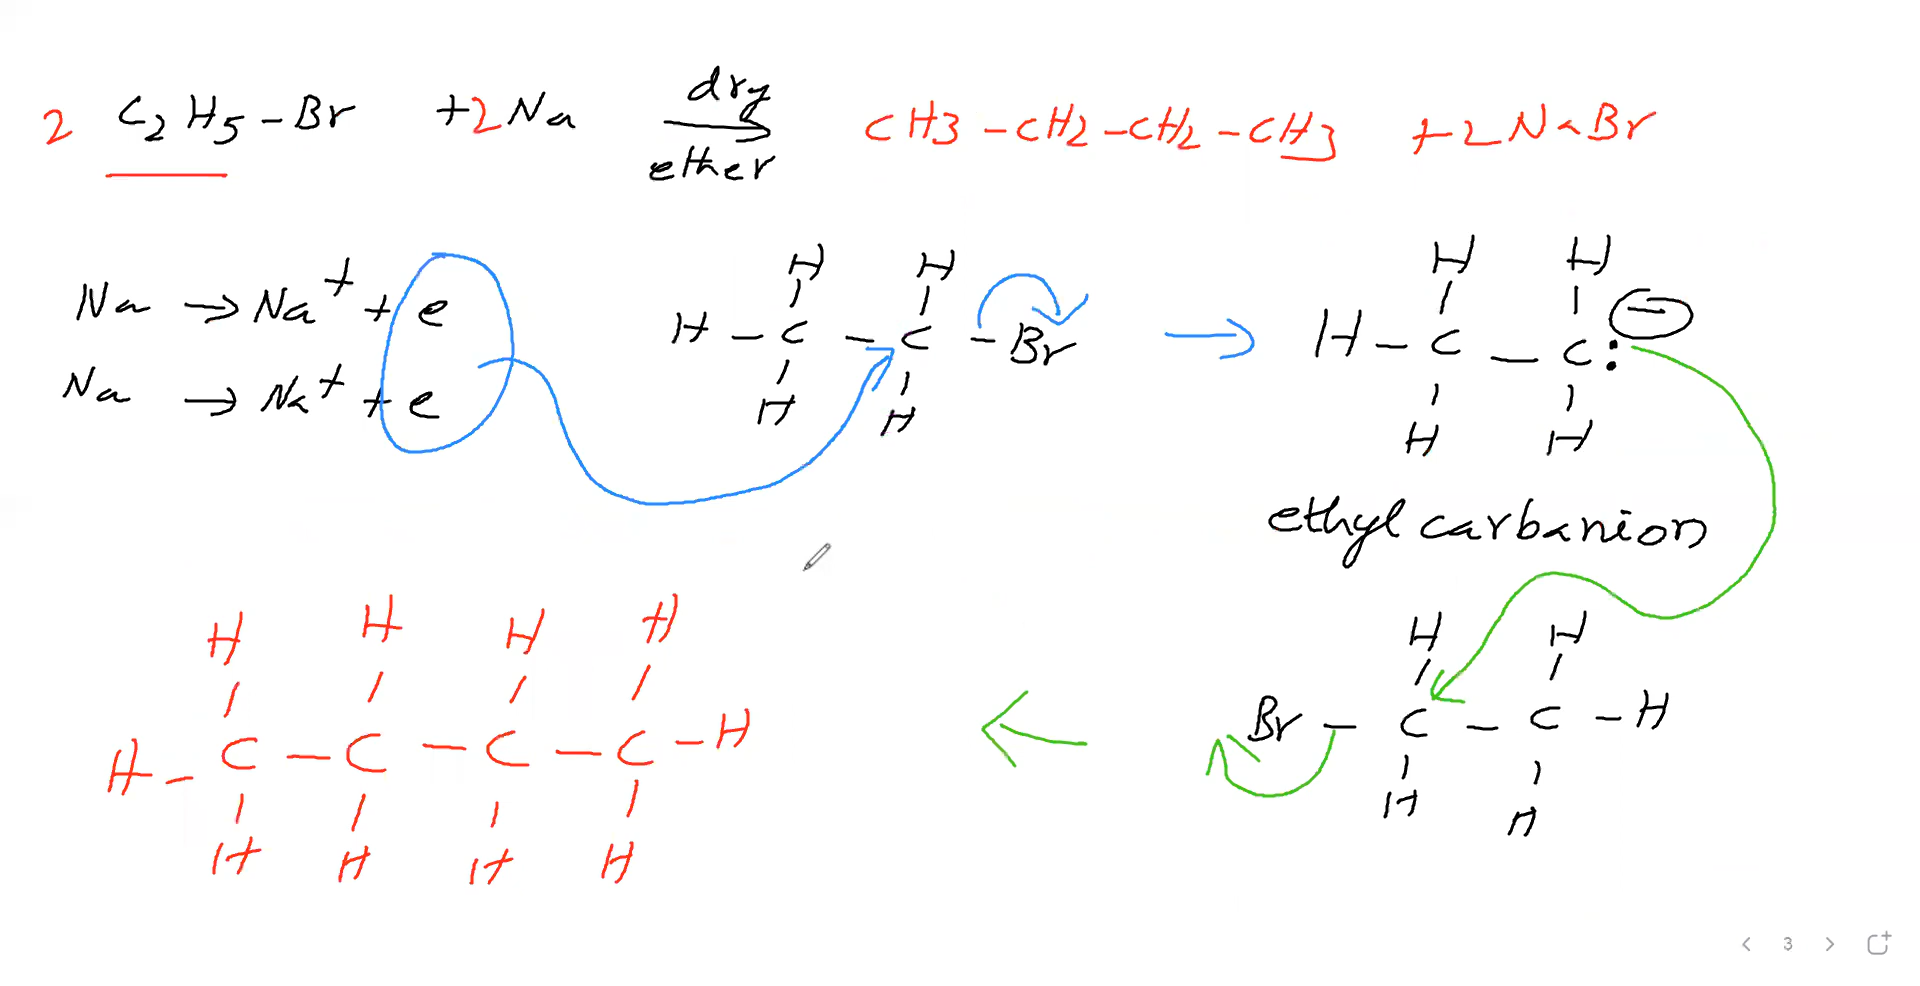 2 C2H5-Br +2Na dry ether CH3-CH2-CH2-CH3 +2NaBr
H H H H
Na → Na+ + e H - C - C - Br → H - C - C: -
Na → Na+ + e H H H H
ethyl carbanion
H H H H H H
H - C - C - C - C - H ← Br - C - C - H
H H H H H H
3